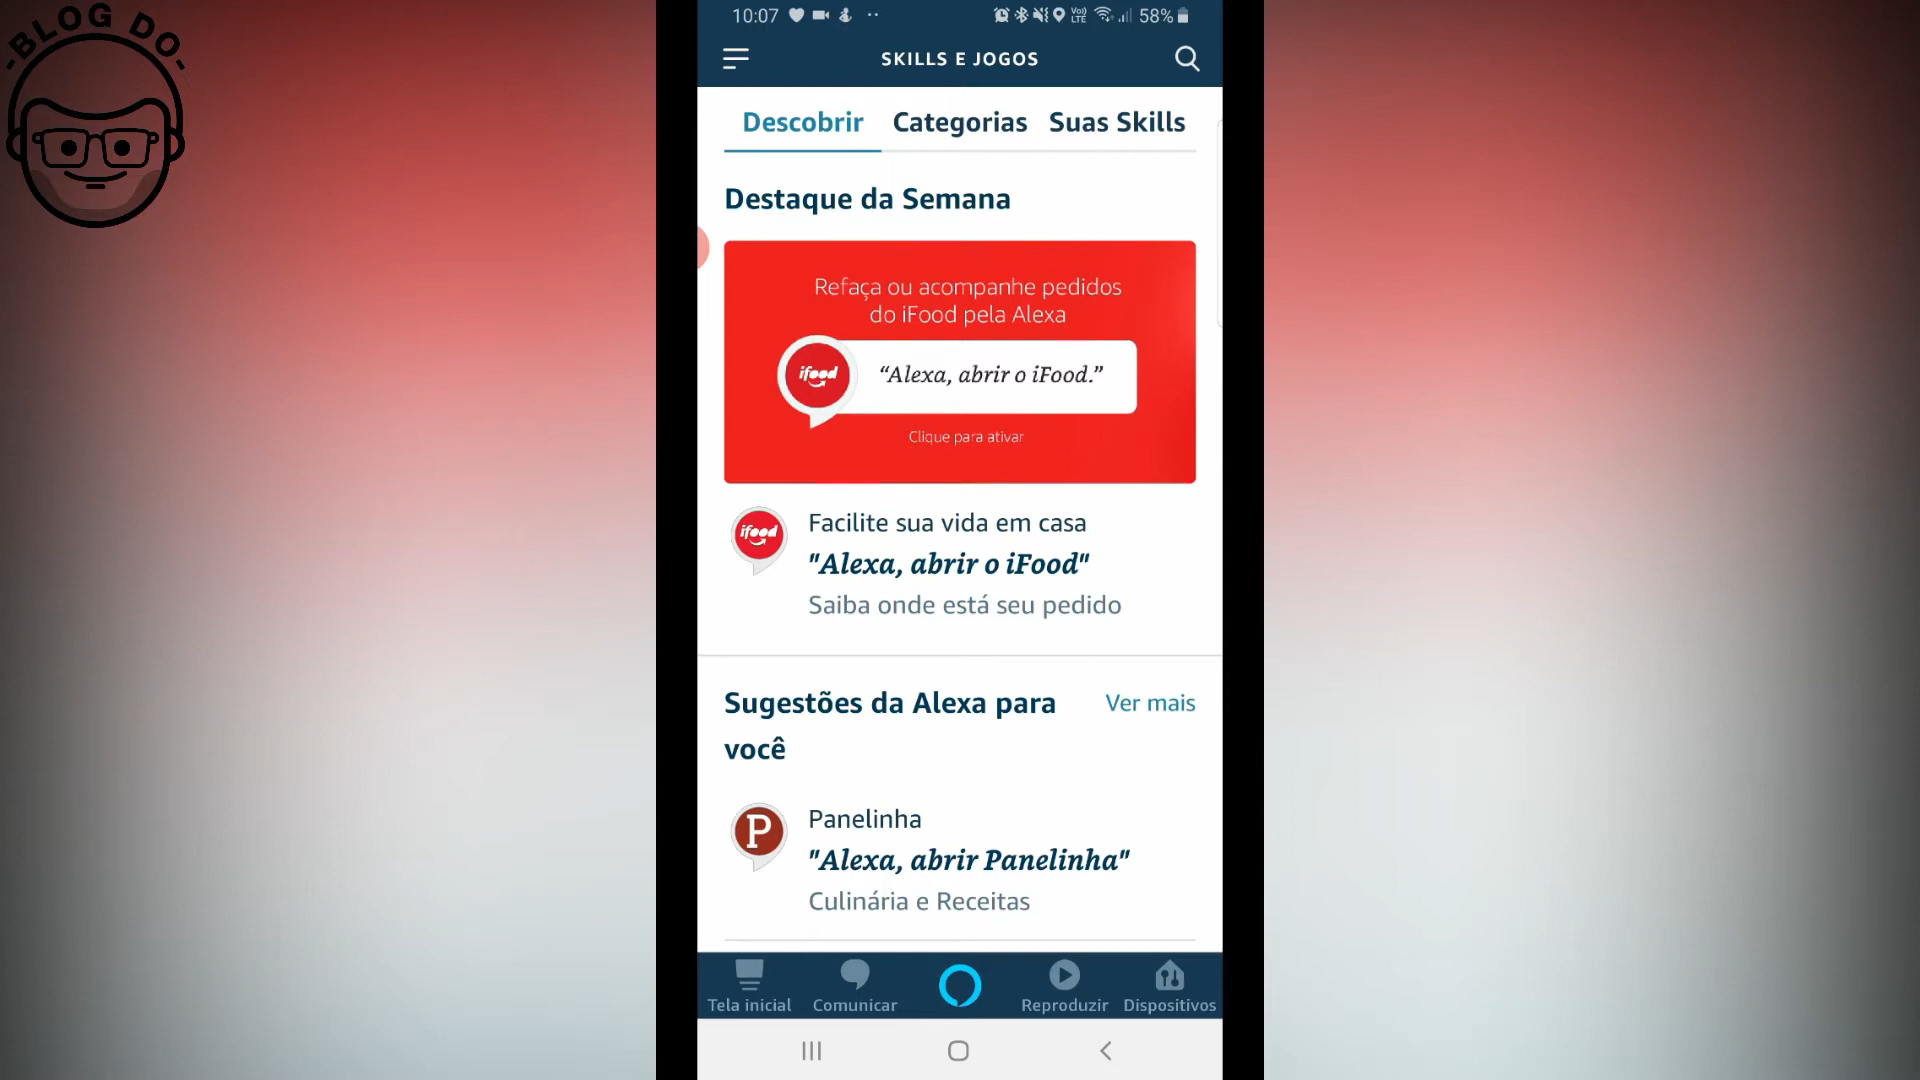 -BLOG DO-
10:07
58%
SKILLS E JOGOS
Descobrir Categorias Suas Skills
Destaque da Semana
Refaça ou acompanhe pedidos
do iFood pela Alexa
ifood
“Alexa, abrir o iFood.”
Clique para ativar
ifood
Facilite sua vida em casa
"Alexa, abrir o iFood"
Saiba onde está seu pedido
Sugestões da Alexa para
você
Ver mais
P
Panelinha
"Alexa, abrir Panelinha"
Culinária e Receitas
Tela inicial Comunicar Reproduzir Dispositivos